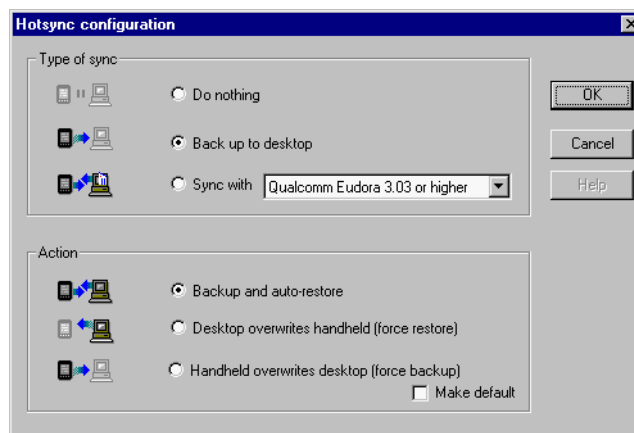 Hotsync configuration
Type of sync
Do nothing
OK
Back up to desktop
Cancel
Sync with Qualcomm Eudora 3.03 or higher
Help
Action
Backup and auto-restore
Desktop overwrites handheld (force restore)
Handheld overwrites desktop (force backup)
Make default